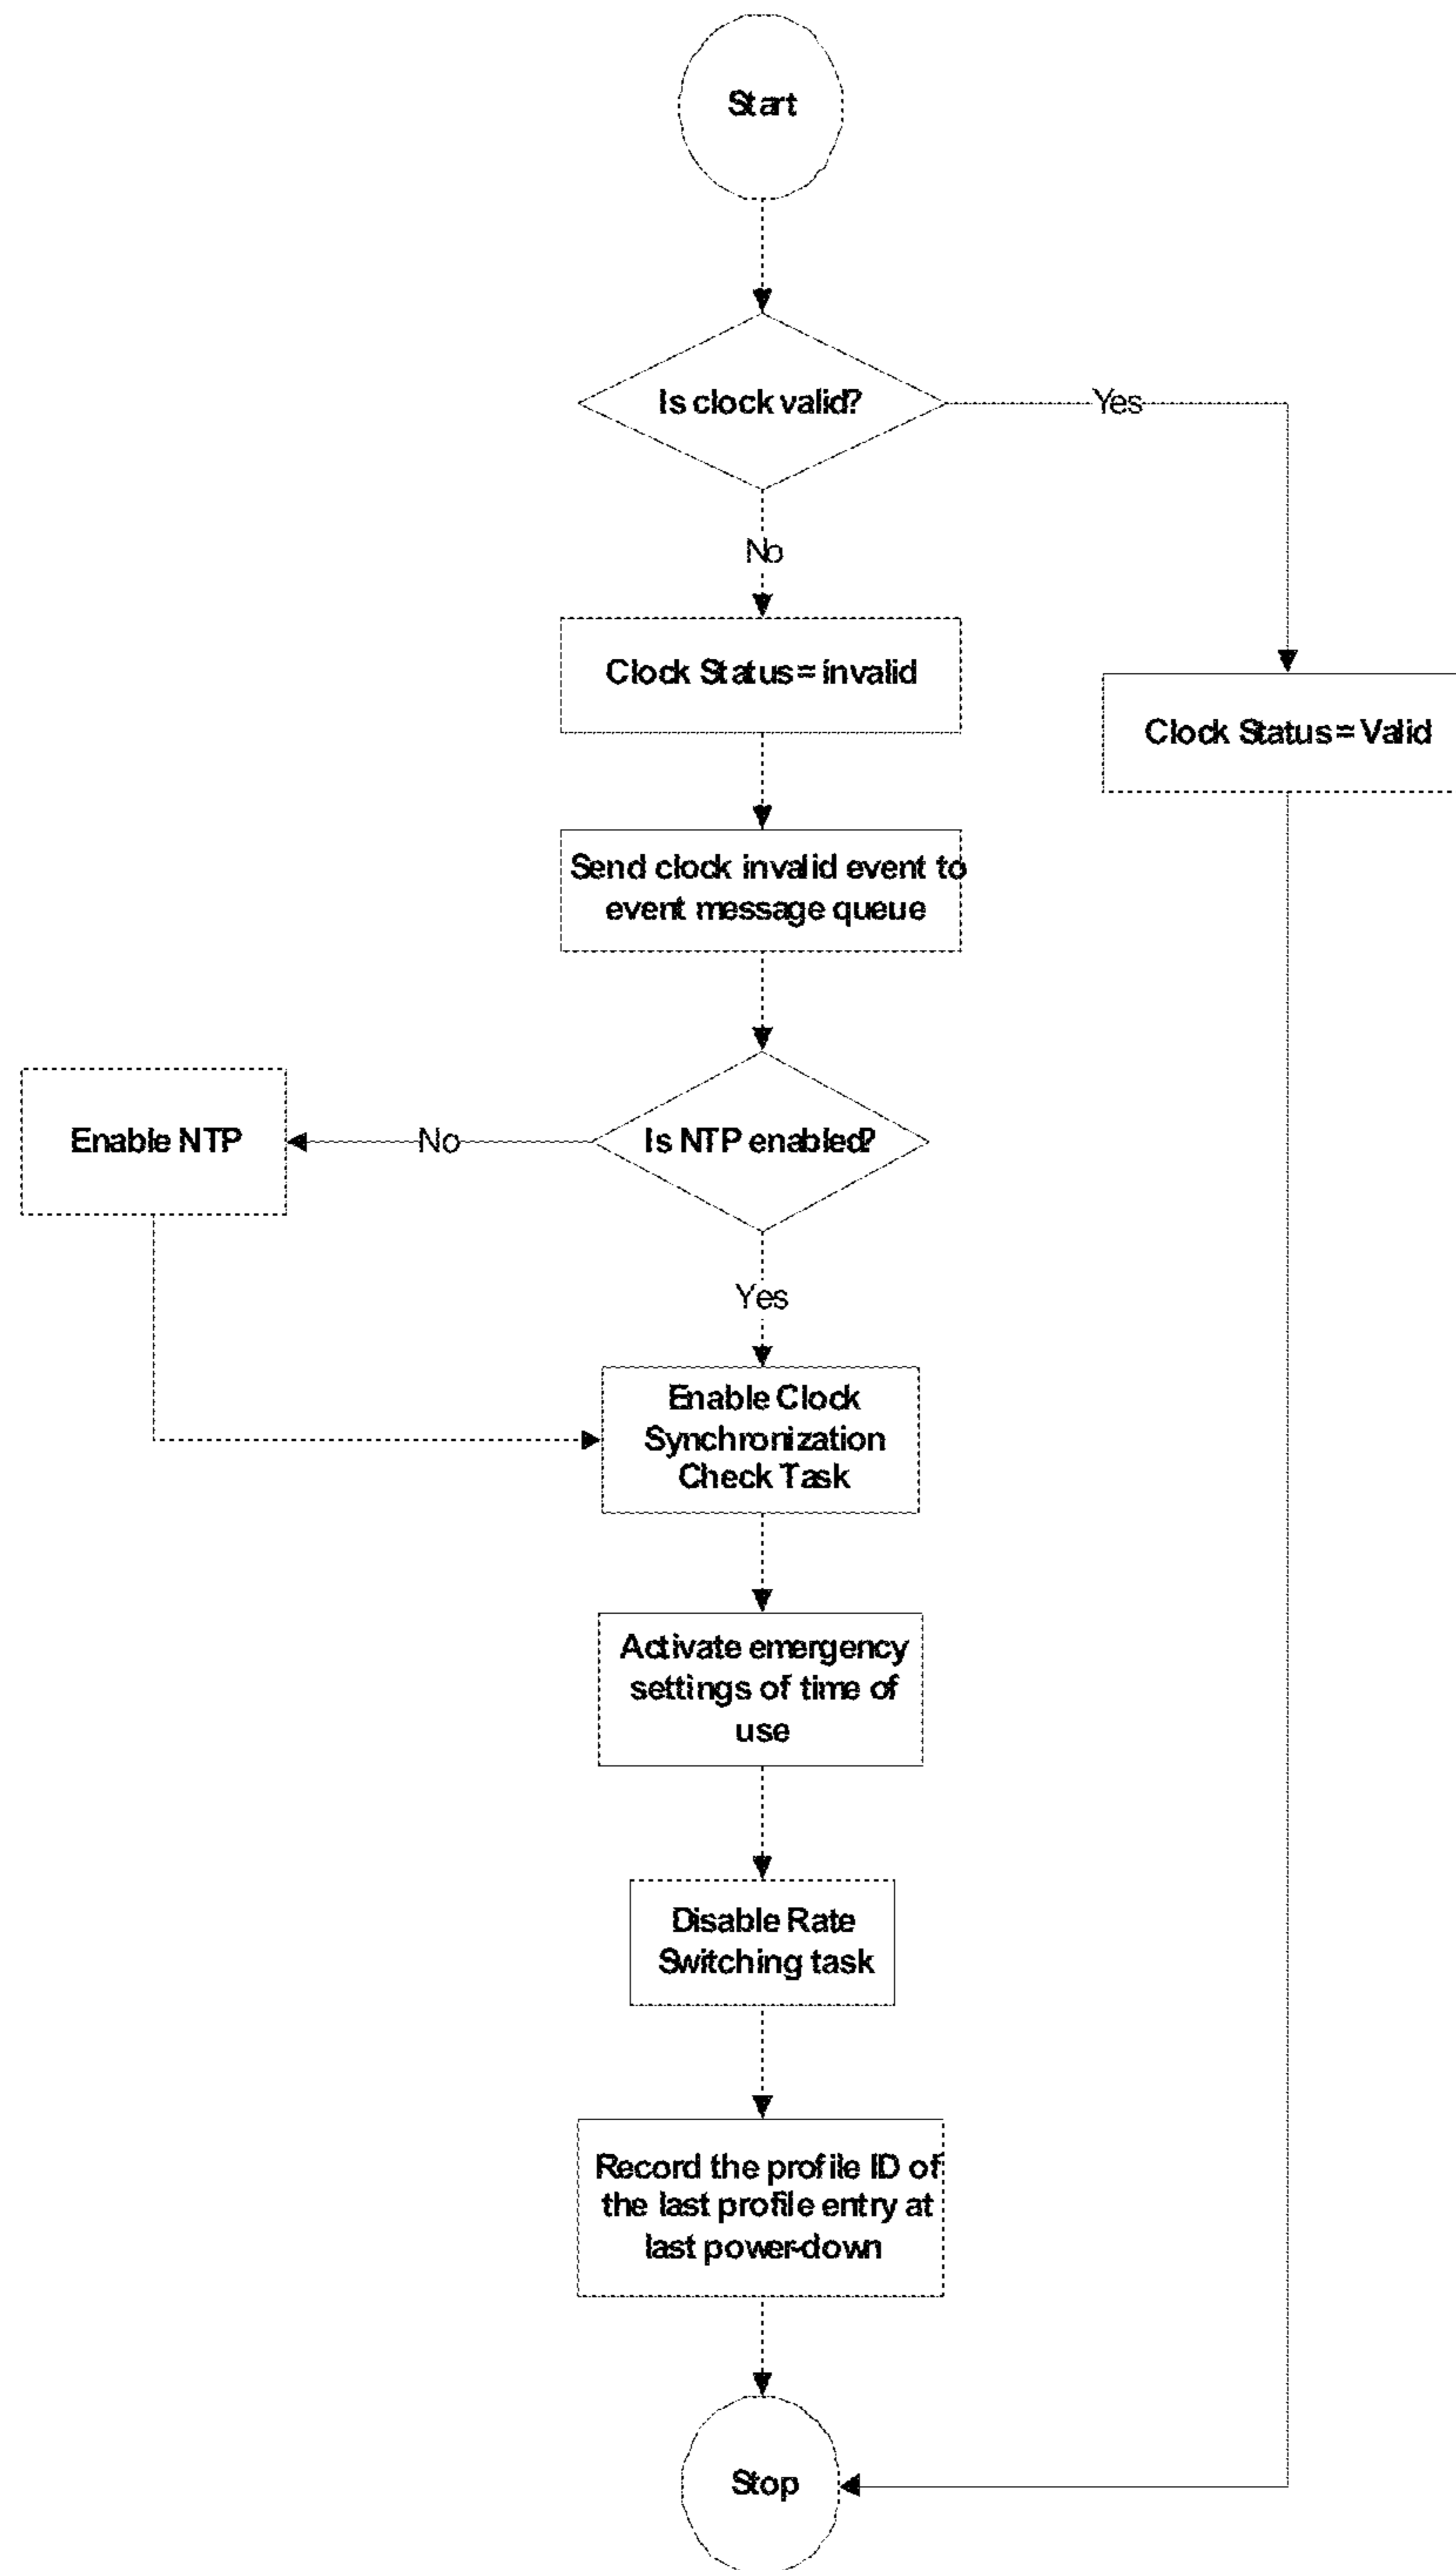 Start
Is clock valid?
Yes
No
Clock Status = invalid
Clock Status = Valid
Send clock invalid event to
event message queue
Enable NTP
No
Is NTP enabled?
Yes
Enable Clock
Synchronization
Check Task
Activate emergency
settings of time of
use
Disable Rate
Switching task
Record the profile ID of
the last profile entry at
last power-down
Stop